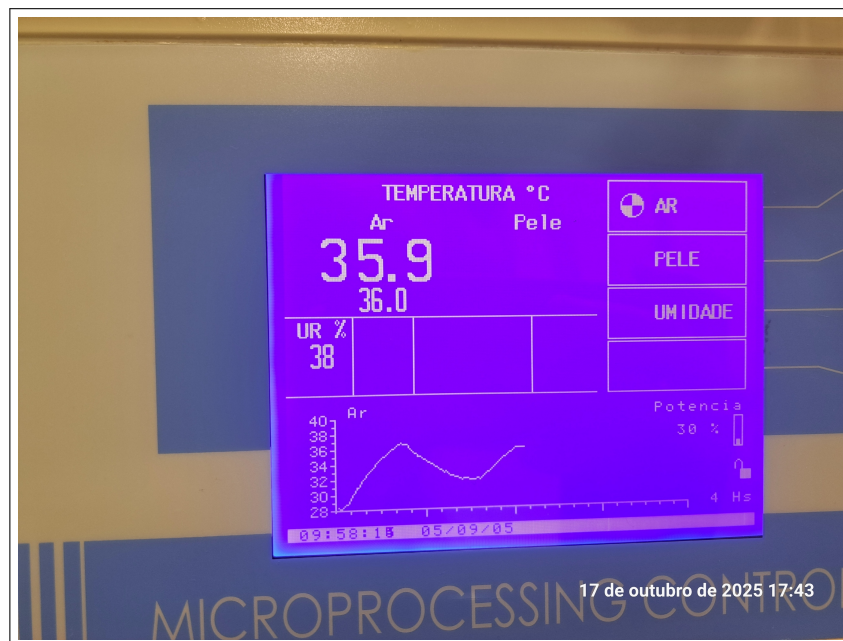 TEMPERATURA °C
Ar Pele
35.9
36.0
AR
PELE
UMIDADE
UR %
38
Ar
40
38
36
34
32
30
28
Potencia
30 %
4 Hs
05/09/05
MICROPROCESSING CONTRO
17 de outubro de 2025 17:43